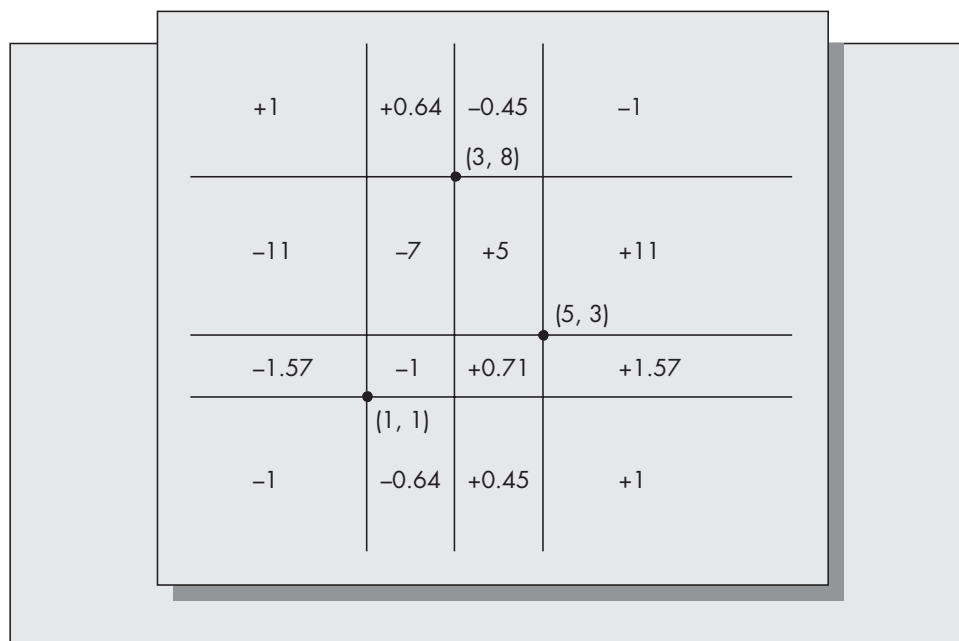 +1 +0.64 –0.45 –1
(3, 8)
–11 –7 +5 +11
(5, 3)
–1.57 –1 +0.71 +1.57
(1, 1)
–1 –0.64 +0.45 +1